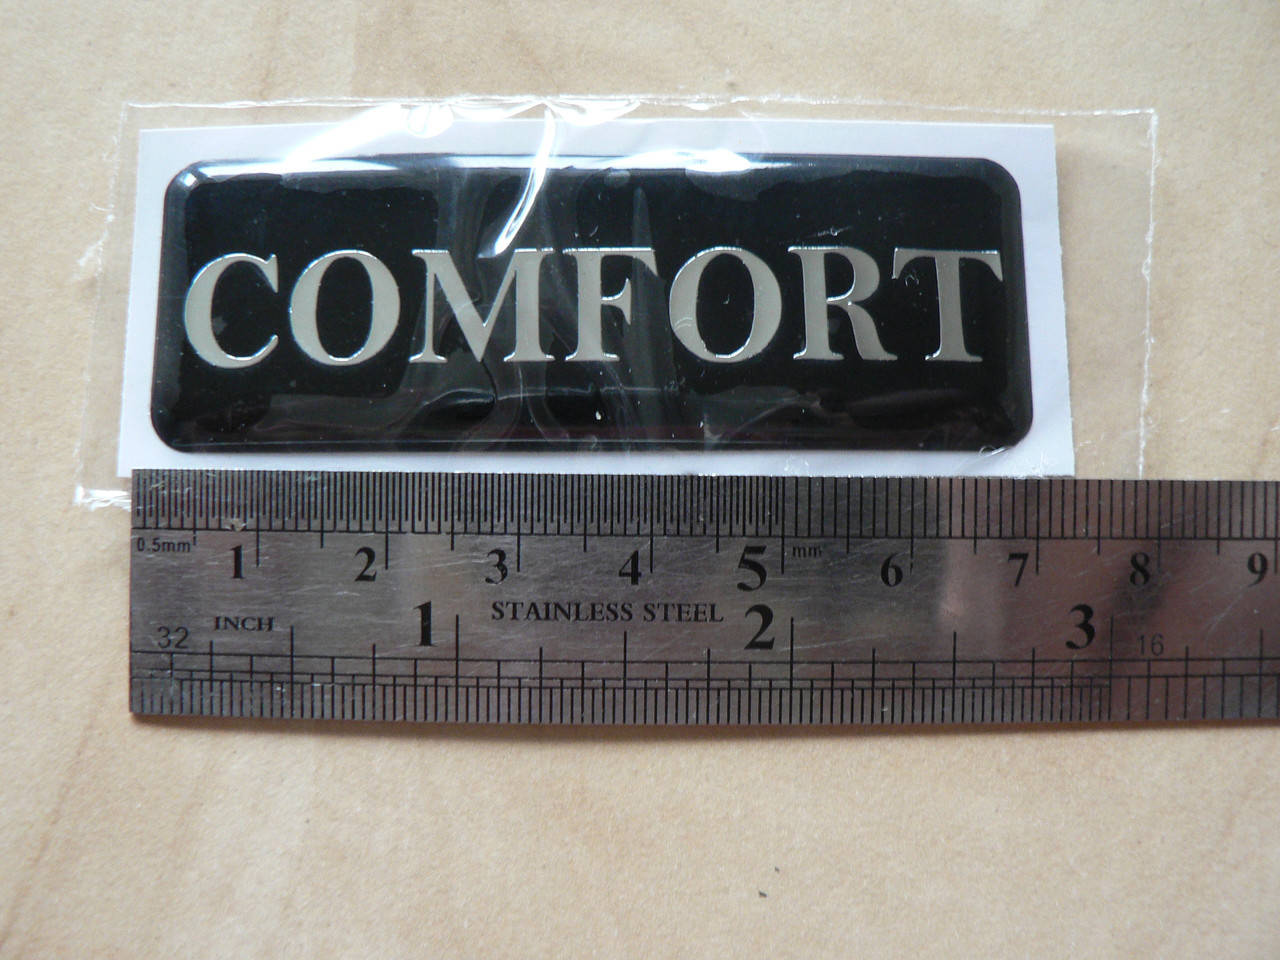 COMFORT
0.5mm 1 2 3 4 5 mm 6 7 8 9
1 STAINLESS STEEL 2 3
32 INCH 16